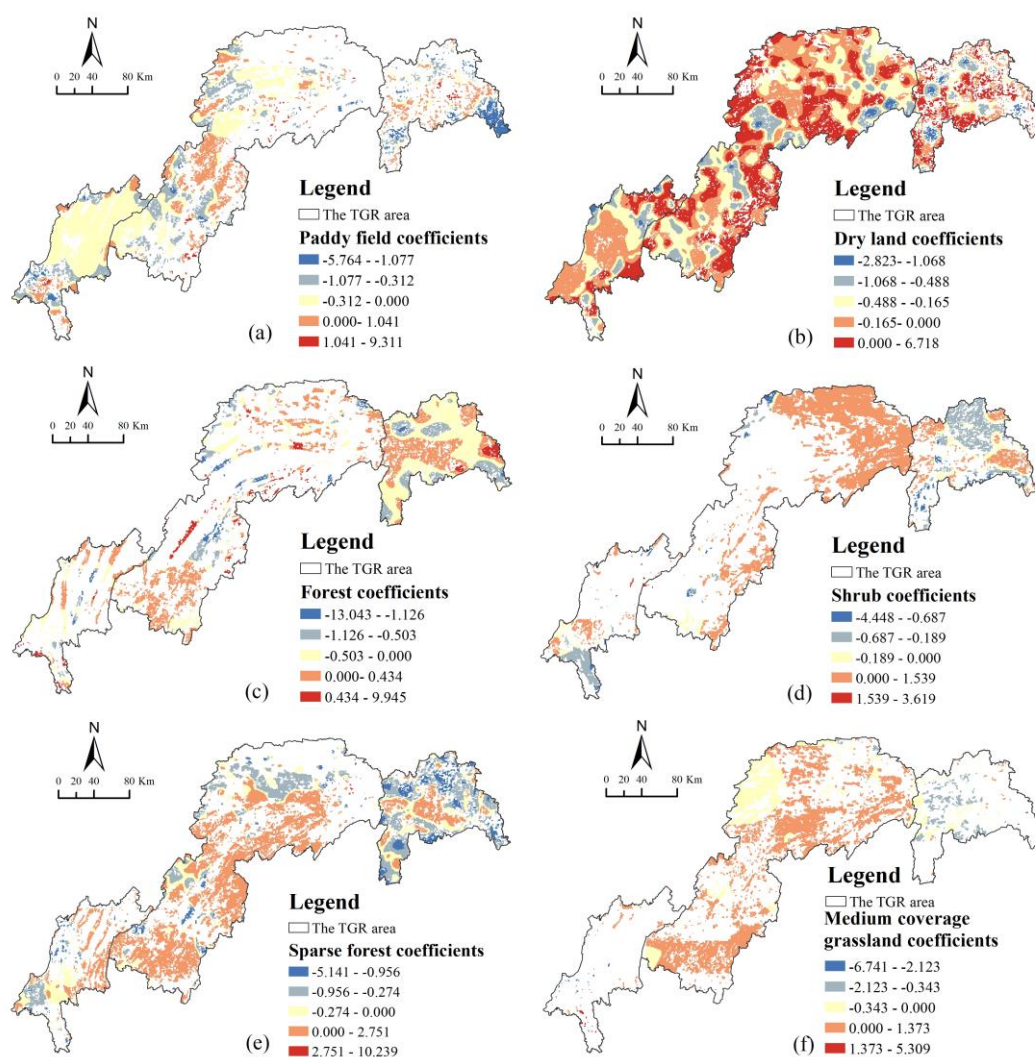 N
0 20 40 80 Km
Legend
The TGR area
Paddy field coefficients
-5.764 - -1.077
-1.077 - -0.312
-0.312 - 0.000
0.000- 1.041
1.041 - 9.311
(a)
N
0 20 40 80 Km
Legend
The TGR area
Dry land coefficients
-2.823- -1.068
-1.068 - -0.488
-0.488 - -0.165
-0.165- 0.000
0.000 - 6.718
(b)
N
0 20 40 80 Km
Legend
The TGR area
Forest coefficients
-13.043 - -1.126
-1.126 - -0.503
-0.503 - 0.000
0.000- 0.434
0.434 - 9.945
(c)
N
0 20 40 80 Km
Legend
The TGR area
Shrub coefficients
-4.448 - -0.687
-0.687 - -0.189
-0.189 - 0.000
0.000 - 1.539
1.539 - 3.619
(d)
N
0 20 40 80 Km
Legend
The TGR area
Sparse forest coefficients
-5.141 - -0.956
-0.956 - -0.274
-0.274 - 0.000
0.000 - 2.751
2.751 - 10.239
(e)
N
0 20 40 80 Km
Legend
The TGR area
Medium coverage
grassland coefficients
-6.741 - -2.123
-2.123 - -0.343
-0.343 - 0.000
0.000 - 1.373
1.373 - 5.309
(f)